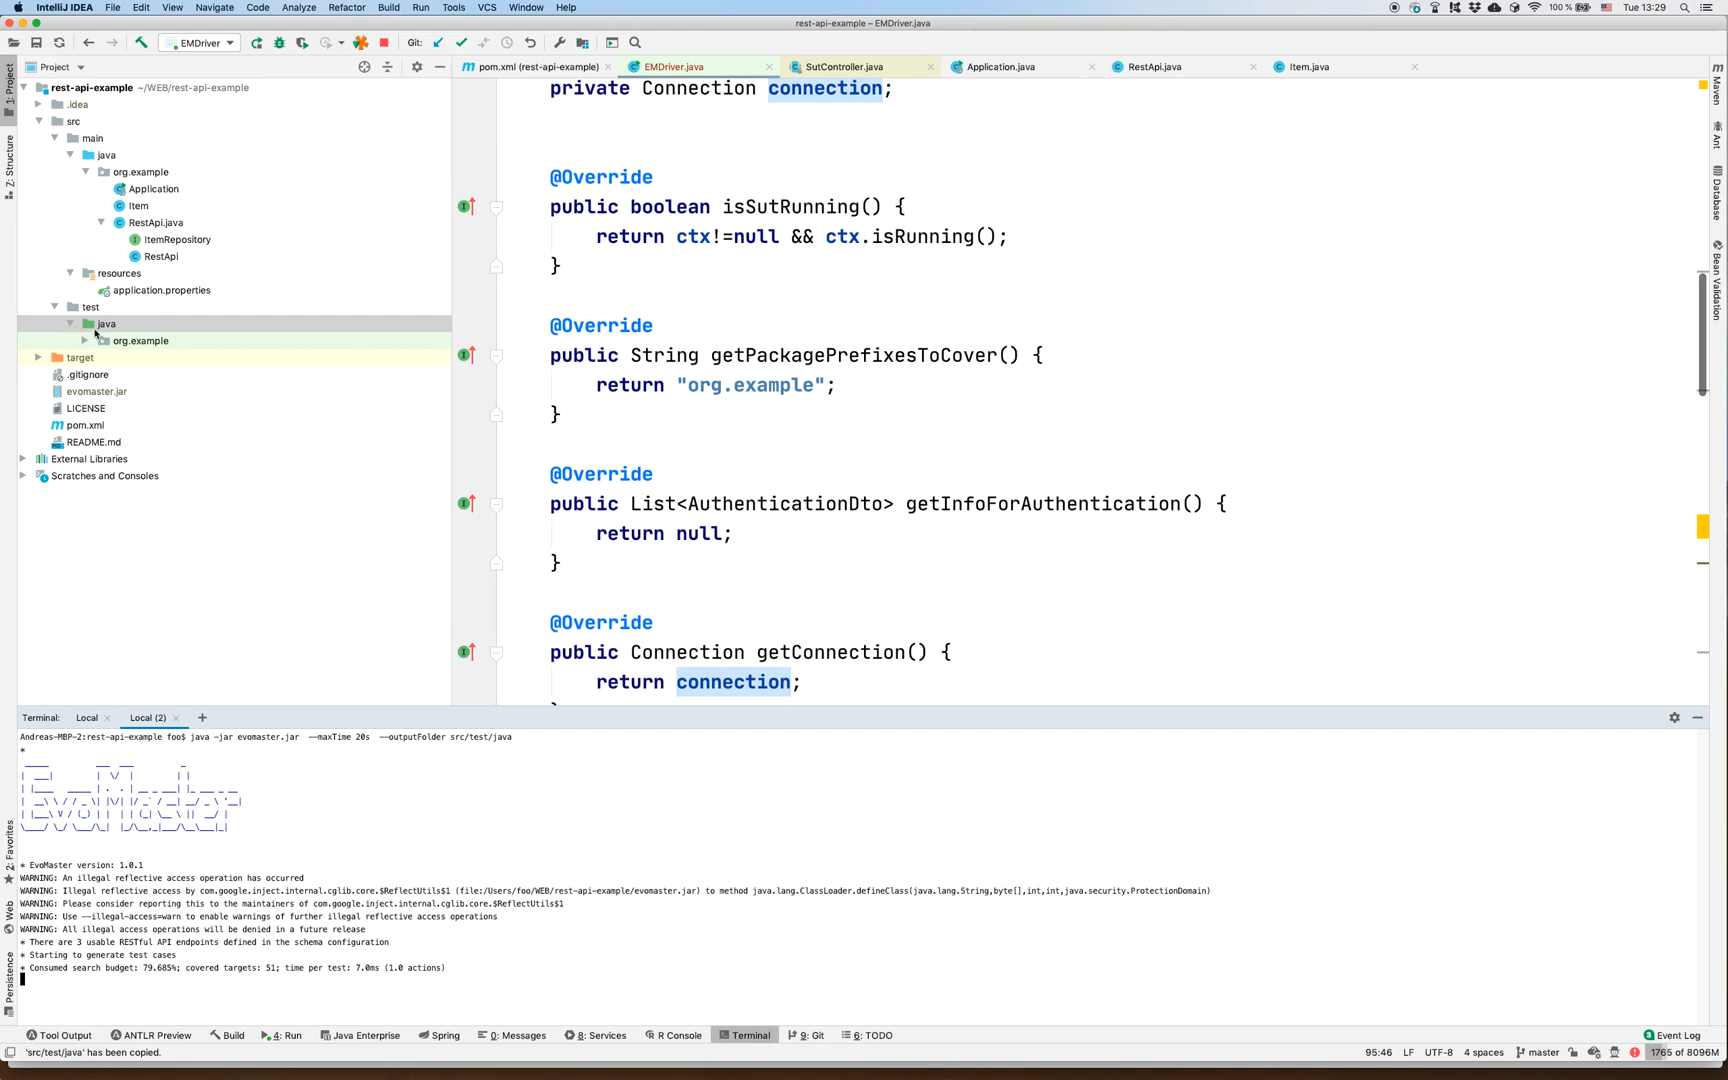 IntelliJ IDEA File Edit View Navigate Code Analyze Refactor Build Run Tools VCS Window Help 100 % Tue 13:29
rest-api-example – EMDriver.java
EMDriver Git:
Project
pom.xml (rest-api-example) EMDriver.java SutController.java Application.java RestApi.java Item.java
1: Project
Z: Structure
2: Favorites
Web
Persistence
rest-api-example ~/WEB/rest-api-example
.idea
src
main
java
org.example
Application
Item
RestApi.java
ItemRepository
RestApi
resources
application.properties
test
java
org.example
target
.gitignore
evomaster.jar
LICENSE
pom.xml
README.md
External Libraries
Scratches and Consoles
private Connection connection;
@Override
public boolean isSutRunning() {
return ctx!=null && ctx.isRunning();
}
@Override
public String getPackagePrefixesToCover() {
return "org.example";
}
@Override
public List<AuthenticationDto> getInfoForAuthentication() {
return null;
}
@Override
public Connection getConnection() {
return connection;
Maven
Ant
Database
Bean Validation
Terminal: Local Local (2)
Andreas-MBP-2:rest-api-example foo$ java -jar evomaster.jar --maxTime 20s --outputFolder src/test/java
*
* EvoMaster version: 1.0.1
WARNING: An illegal reflective access operation has occurred
WARNING: Illegal reflective access by com.google.inject.internal.cglib.core.$ReflectUtils$1 (file:/Users/foo/WEB/rest-api-example/evomaster.jar) to method java.lang.ClassLoader.defineClass(java.lang.String,byte[],int,int,java.security.ProtectionDomain)
WARNING: Please consider reporting this to the maintainers of com.google.inject.internal.cglib.core.$ReflectUtils$1
WARNING: Use --illegal-access=warn to enable warnings of further illegal reflective access operations
WARNING: All illegal access operations will be denied in a future release
* There are 3 usable RESTful API endpoints defined in the schema configuration
* Starting to generate test cases
* Consumed search budget: 79.685%; covered targets: 51; time per test: 7.0ms (1.0 actions)
Tool Output ANTLR Preview Build 4: Run Java Enterprise Spring 0: Messages 8: Services R Console Terminal 9: Git 6: TODO 3 Event Log
'src/test/java' has been copied. 95:46 LF UTF-8 4 spaces master 1765 of 8096M